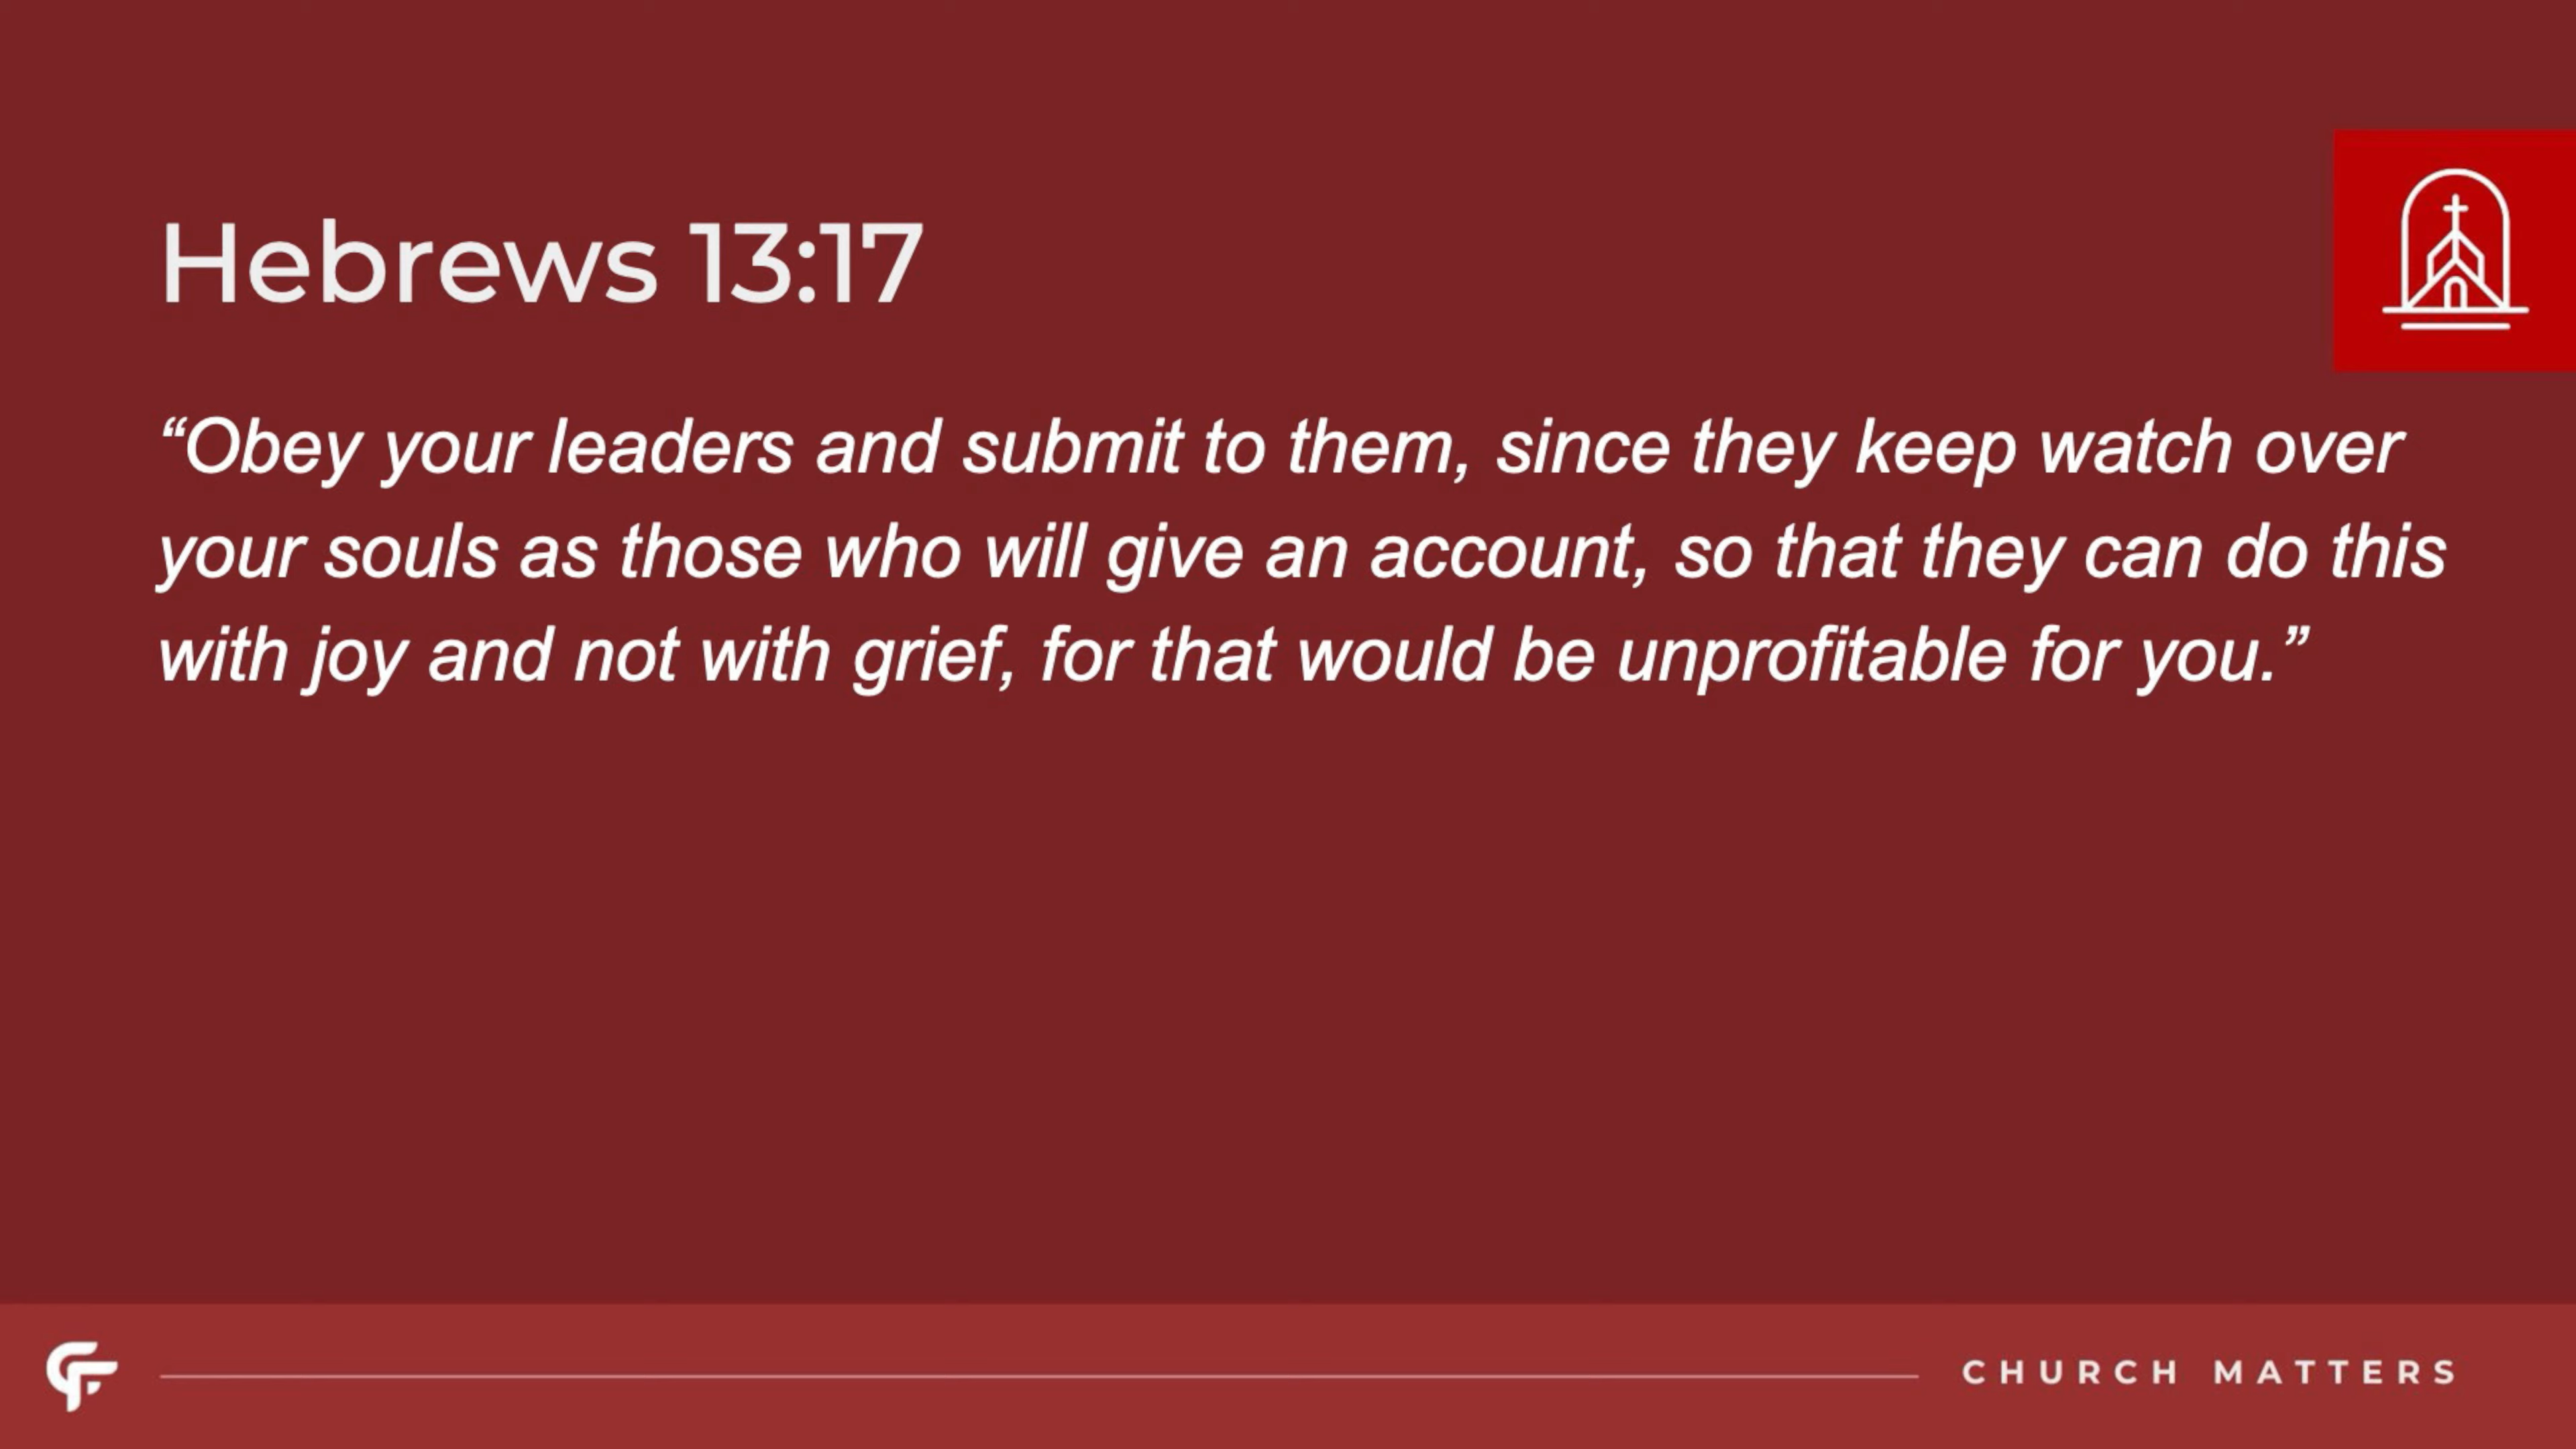 Hebrews 13:17
“Obey your leaders and submit to them, since they keep watch over
your souls as those who will give an account, so that they can do this
with joy and not with grief, for that would be unprofitable for you.”
CHURCH MATTERS